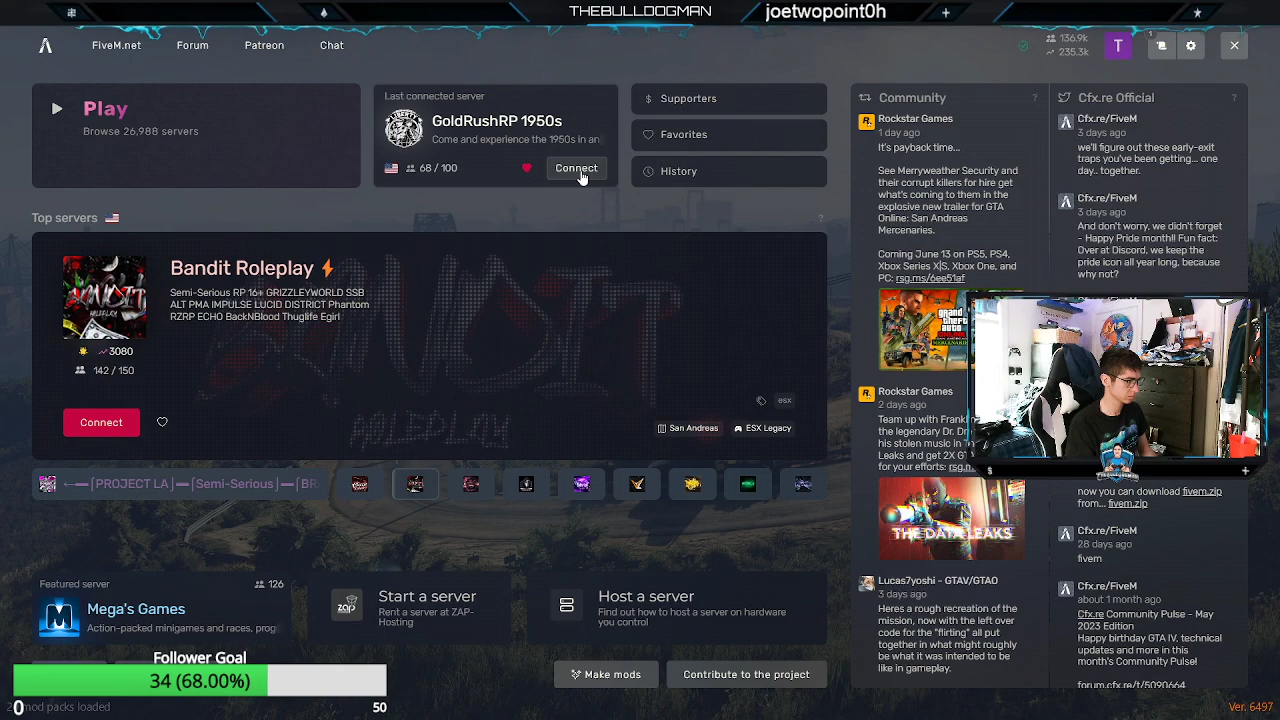 THEBULLDOGMAN
joetwopoint0h
FiveM.net
Forum
Patreon
Chat
136.9k
235.3k
T
1
Play
Browse 26,988 servers
Last connected server
GoldRushRP 1950s
Come and experience the 1950s in an
68 / 100
Connect
Supporters
Favorites
History
Top servers
?
Bandit Roleplay
Semi-Serious RP 16+ GRIZZLEYWORLD SSB
ALT PMA IMPULSE LUCID DISTRICT Phantom
RZRP ECHO BackNBlood Thuglife Egirl
BANDIT
ROLEPLAY
3080
142 / 150
Connect
esx
San Andreas
ESX Legacy
[PROJECT LA] [Semi-Serious] [BR
Featured server
126
Mega's Games
Action-packed minigames and races, prog
ZAP
Start a server
Rent a server at ZAP-
Hosting
Host a server
Find out how to host a server on hardware
you control
Make mods
Contribute to the project
Follower Goal
34 (68.00%)
0
50
mod packs loaded
Community
?
Rockstar Games
1 day ago
It's payback time...
See Merryweather Security and
their corrupt killers for hire get
what's coming to them in the
explosive new trailer for GTA
Online: San Andreas
Mercenaries.
Coming June 13 on PS5, PS4,
Xbox Series X|S, Xbox One, and
PC: rsg.ms/6ee51af
grand
theft
auto
Rockstar Games
2 days ago
Team up with Frankl
the legendary Dr. Dr
his stolen music in T
Leaks and get 2X GT
for your efforts: rsg.n
THE DATA LEAKS
Lucas7yoshi - GTAV/GTAO
3 days ago
Heres a rough recreation of the
mission, now with the left over
code for the "flirting" all put
together in what might roughly
be what it was intended to be
like in gameplay.
Cfx.re Official
?
Cfx.re/FiveM
3 days ago
we'll figure out these early-exit
traps you've been getting... one
day.. together.
Cfx.re/FiveM
3 days ago
And don't worry, we didn't forget
- Happy Pride month!! Fun fact:
Over at Discord, we keep the
pride icon all year long, because
why not?
$
now you can download fivem.zip
from... fivem.zip
Cfx.re/FiveM
28 days ago
fivem
Cfx.re/FiveM
about 1 month ago
Cfx.re Community Pulse - May
2023 Edition
Happy birthday GTA IV, technical
updates and more in this
month's Community Pulse!
forum.cfx.re/t/5090664
Ver. 6497